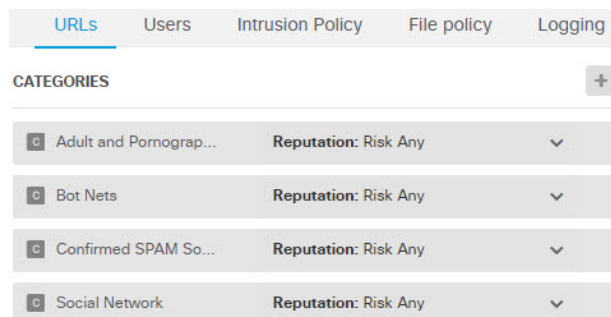 URLs Users Intrusion Policy File policy Logging
CATEGORIES +
C Adult and Pornograp... Reputation: Risk Any
C Bot Nets Reputation: Risk Any
C Confirmed SPAM So... Reputation: Risk Any
C Social Network Reputation: Risk Any